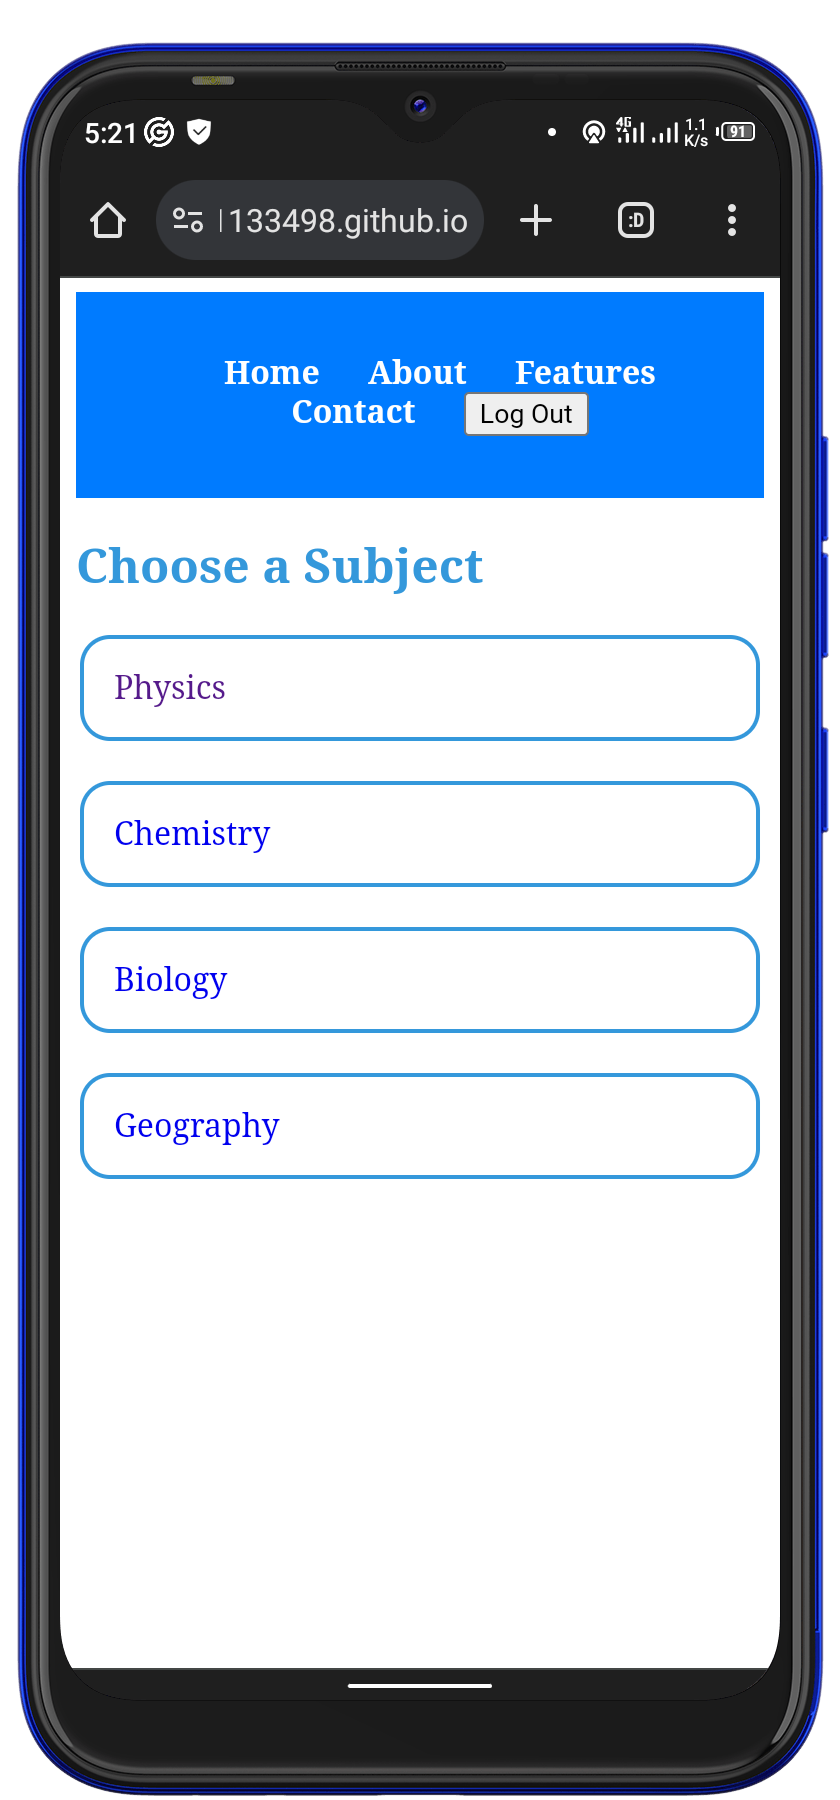 5:21 4G 1.1 K/s 91
133498.github.io :D
Home About Features
Contact Log Out
Choose a Subject
Physics
Chemistry
Biology
Geography